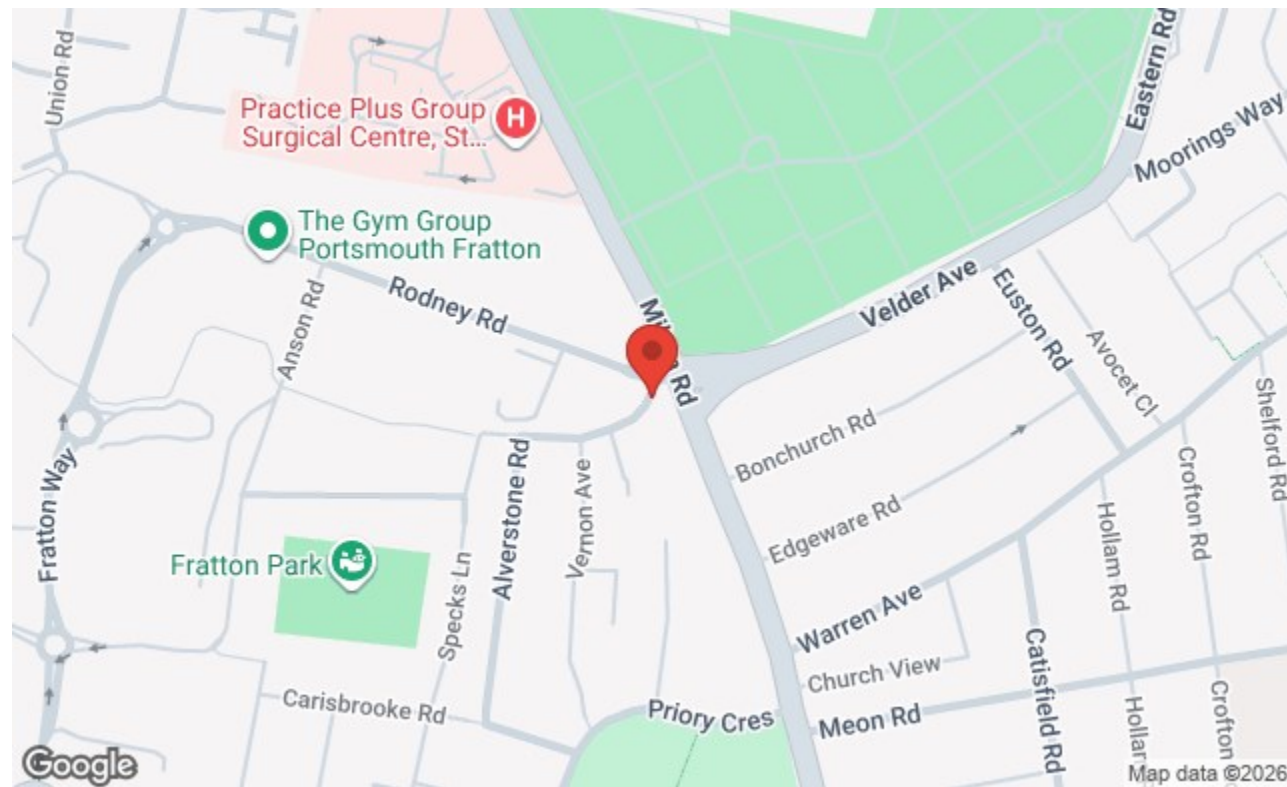 Union Rd
Practice Plus Group
Surgical Centre, St...
H
Eastern Rd
Moorings Way
The Gym Group
Portsmouth Fratton
Anson Rd
Rodney Rd
Velder Ave
Euston Rd
Avocet Cl
Shelford Rd
Rd
Bonchurch Rd
Edgeware Rd
Crofton Rd
Hollam Rd
Fratton Way
Alverstone Rd
Vernon Ave
Fratton Park
Specks Ln
Warren Ave
Church View
Catisfield Rd
Carisbrooke Rd
Priory Cres
Meon Rd
Crofton
Google
Map data ©2026